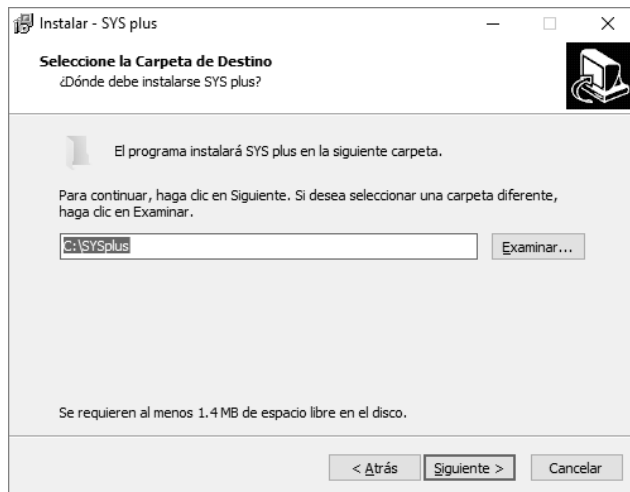 Instalar - SYS plus
Seleccione la Carpeta de Destino
¿Dónde debe instalarse SYS plus?
El programa instalará SYS plus en la siguiente carpeta.
Para continuar, haga clic en Siguiente. Si desea seleccionar una carpeta diferente,
haga clic en Examinar.
C:\SYSplus
Examinar...
Se requieren al menos 1.4 MB de espacio libre en el disco.
< Atrás
Siguiente >
Cancelar